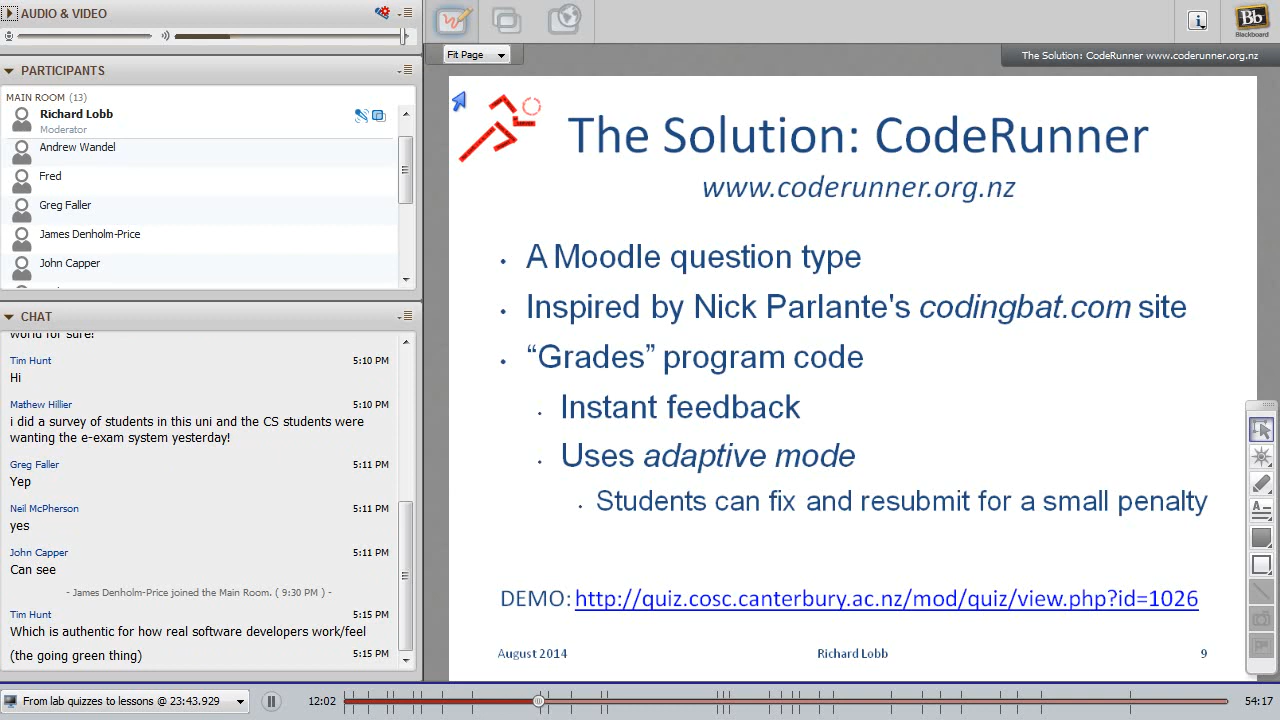 AUDIO & VIDEO
PARTICIPANTS
MAIN ROOM (13)
Richard Lobb
Moderator
Andrew Wandel
Fred
Greg Faller
James Denholm-Price
John Capper
CHAT
world for sure!
Tim Hunt 5:10 PM
Hi
Mathew Hillier 5:10 PM
i did a survey of students in this uni and the CS students were
wanting the e-exam system yesterday!
Greg Faller 5:11 PM
Yep
Neil McPherson 5:11 PM
yes
John Capper 5:11 PM
Can see
- James Denholm-Price joined the Main Room. ( 9:30 PM ) -
Tim Hunt 5:15 PM
Which is authentic for how real software developers work/feel
(the going green thing) 5:15 PM
Fit Page
Bb
Blackboard
The Solution: CodeRunner www.coderunner.org.nz
The Solution: CodeRunner
www.coderunner.org.nz
• A Moodle question type
• Inspired by Nick Parlante's codingbat.com site
• “Grades” program code
• Instant feedback
• Uses adaptive mode
• Students can fix and resubmit for a small penalty
DEMO: http://quiz.cosc.canterbury.ac.nz/mod/quiz/view.php?id=1026
August 2014 Richard Lobb 9
From lab quizzes to lessons @ 23:43.929 12:02 54:17